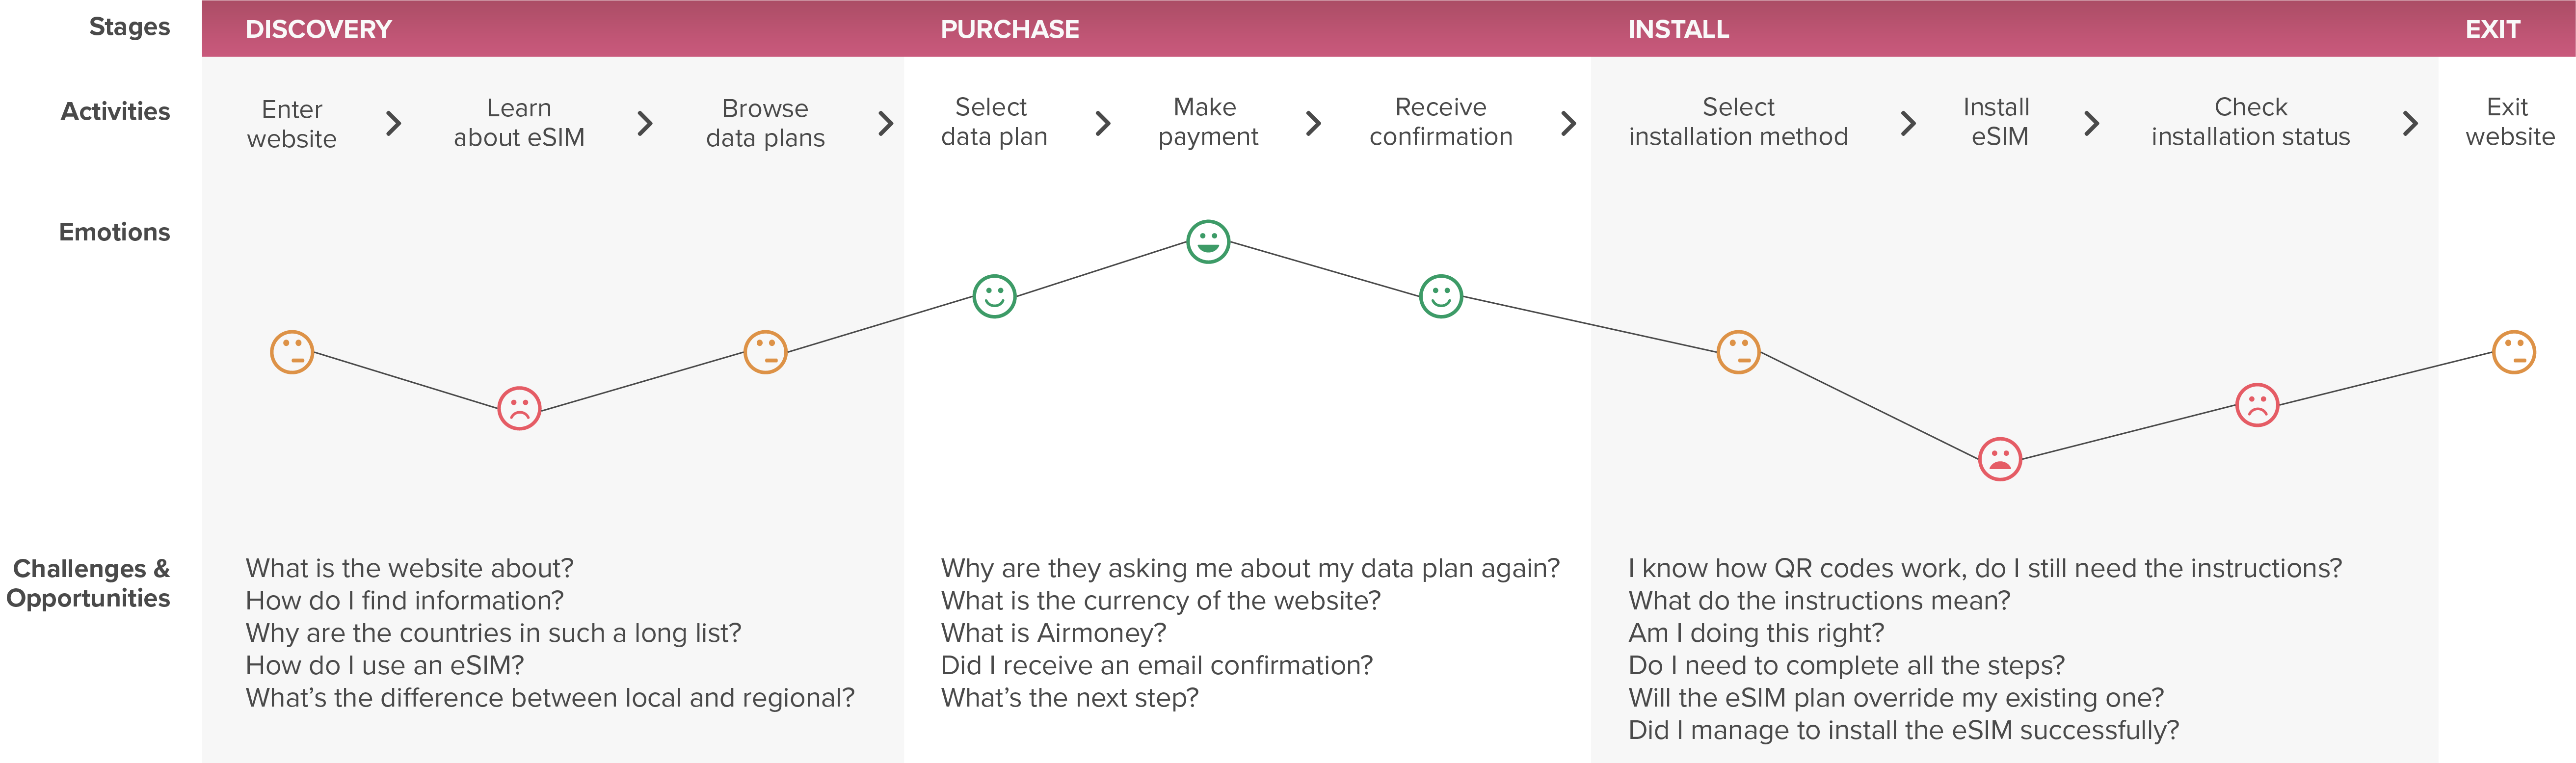 Stages
DISCOVERY
PURCHASE
INSTALL
EXIT
Activities
Enter
website
Learn
about eSIM
Browse
data plans
Select
data plan
Make
payment
Receive
confirmation
Select
installation method
Install
eSIM
Check
installation status
Exit
website
Emotions
Challenges &
Opportunities
What is the website about?
How do I find information?
Why are the countries in such a long list?
How do I use an eSIM?
What’s the difference between local and regional?
Why are they asking me about my data plan again?
What is the currency of the website?
What is Airmoney?
Did I receive an email confirmation?
What’s the next step?
I know how QR codes work, do I still need the instructions?
What do the instructions mean?
Am I doing this right?
Do I need to complete all the steps?
Will the eSIM plan override my existing one?
Did I manage to install the eSIM successfully?